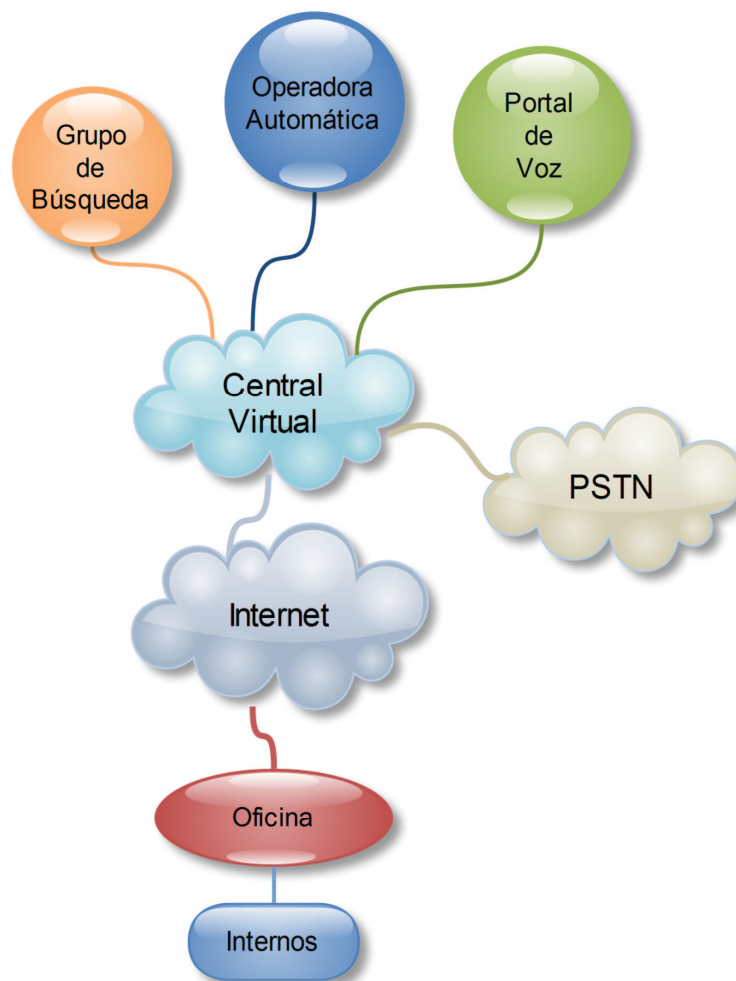 Operadora
Automática
Portal
de
Voz
Grupo
de
Búsqueda
Central
Virtual
PSTN
Internet
Oficina
Internos